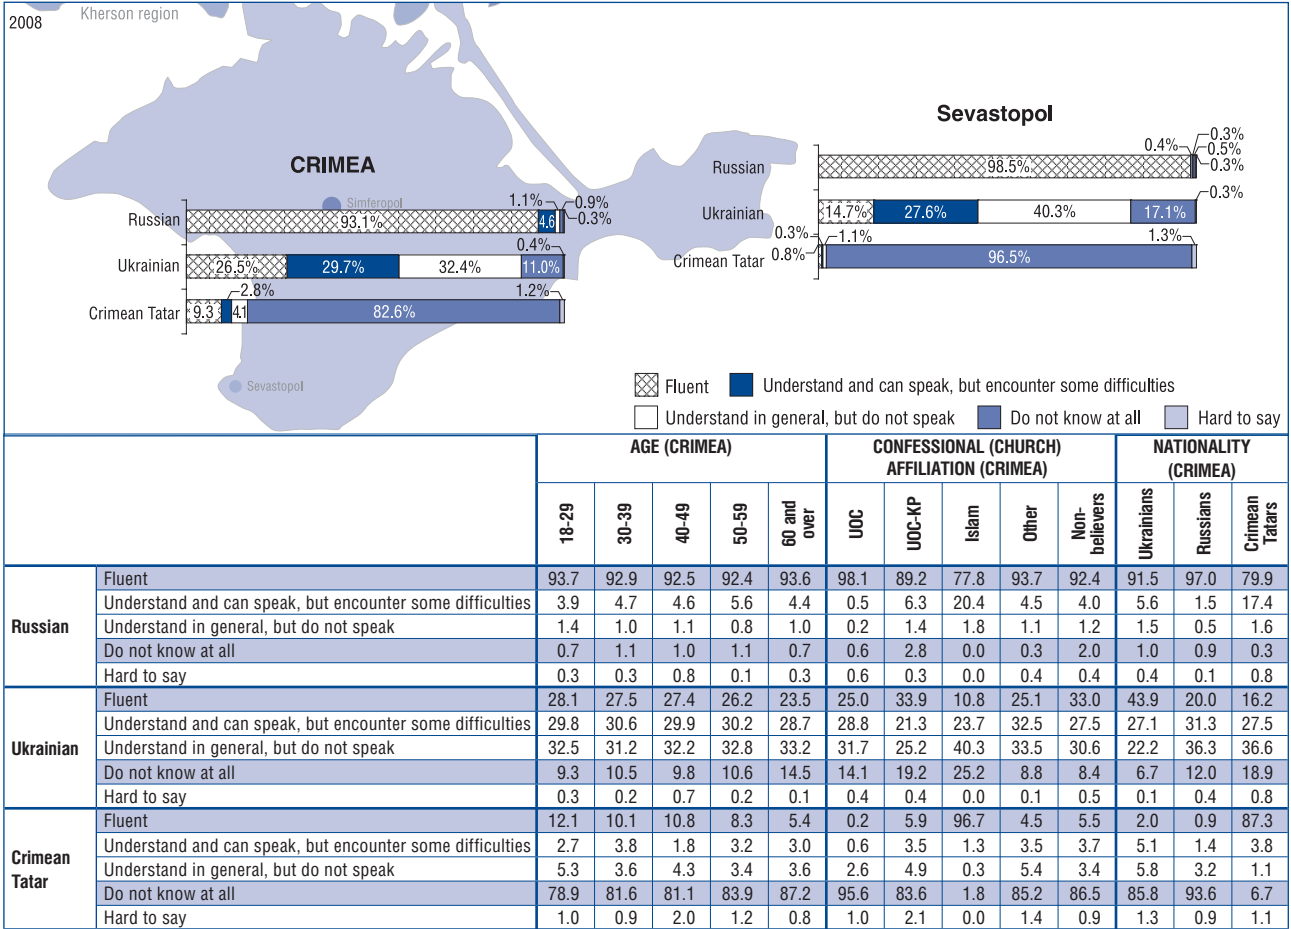 2008
Kherson region
CRIMEA
Simferopol
Sevastopol
Russian 93.1% 4.6 1.1% 0.9% 0.3%
Ukrainian 26.5% 29.7% 32.4% 11.0% 0.4%
Crimean Tatar 9.3 2.8% 4.1 82.6% 1.2%
Sevastopol
Russian 98.5% 0.4% 0.3% 0.5% 0.3%
Ukrainian 14.7% 27.6% 40.3% 17.1% 0.3%
Crimean Tatar 0.8% 0.3% 1.1% 96.5% 1.3%
Fluent Understand and can speak, but encounter some difficulties
Understand in general, but do not speak Do not know at all Hard to say
AGE (CRIMEA) CONFESSIONAL (CHURCH) AFFILIATION (CRIMEA) NATIONALITY (CRIMEA)
18-29 30-39 40-49 50-59 60 and over UOC UOC-KP Islam Other Non-believers Ukrainians Russians Crimean Tatars
Russian
Fluent 93.7 92.9 92.5 92.4 93.6 98.1 89.2 77.8 93.7 92.4 91.5 97.0 79.9
Understand and can speak, but encounter some difficulties 3.9 4.7 4.6 5.6 4.4 0.5 6.3 20.4 4.5 4.0 5.6 1.5 17.4
Understand in general, but do not speak 1.4 1.0 1.1 0.8 1.0 0.2 1.4 1.8 1.1 1.2 1.5 0.5 1.6
Do not know at all 0.7 1.1 1.0 1.1 0.7 0.6 2.8 0.0 0.3 2.0 1.0 0.9 0.3
Hard to say 0.3 0.3 0.8 0.1 0.3 0.6 0.3 0.0 0.4 0.4 0.4 0.1 0.8
Ukrainian
Fluent 28.1 27.5 27.4 26.2 23.5 25.0 33.9 10.8 25.1 33.0 43.9 20.0 16.2
Understand and can speak, but encounter some difficulties 29.8 30.6 29.9 30.2 28.7 28.8 21.3 23.7 32.5 27.5 27.1 31.3 27.5
Understand in general, but do not speak 32.5 31.2 32.2 32.8 33.2 31.7 25.2 40.3 33.5 30.6 22.2 36.3 36.6
Do not know at all 9.3 10.5 9.8 10.6 14.5 14.1 19.2 25.2 8.8 8.4 6.7 12.0 18.9
Hard to say 0.3 0.2 0.7 0.2 0.1 0.4 0.4 0.0 0.1 0.5 0.1 0.4 0.8
Crimean Tatar
Fluent 12.1 10.1 10.8 8.3 5.4 0.2 5.9 96.7 4.5 5.5 2.0 0.9 87.3
Understand and can speak, but encounter some difficulties 2.7 3.8 1.8 3.2 3.0 0.6 3.5 1.3 3.5 3.7 5.1 1.4 3.8
Understand in general, but do not speak 5.3 3.6 4.3 3.4 3.6 2.6 4.9 0.3 5.4 3.4 5.8 3.2 1.1
Do not know at all 78.9 81.6 81.1 83.9 87.2 95.6 83.6 1.8 85.2 86.5 85.8 93.6 6.7
Hard to say 1.0 0.9 2.0 1.2 0.8 1.0 2.1 0.0 1.4 0.9 1.3 0.9 1.1